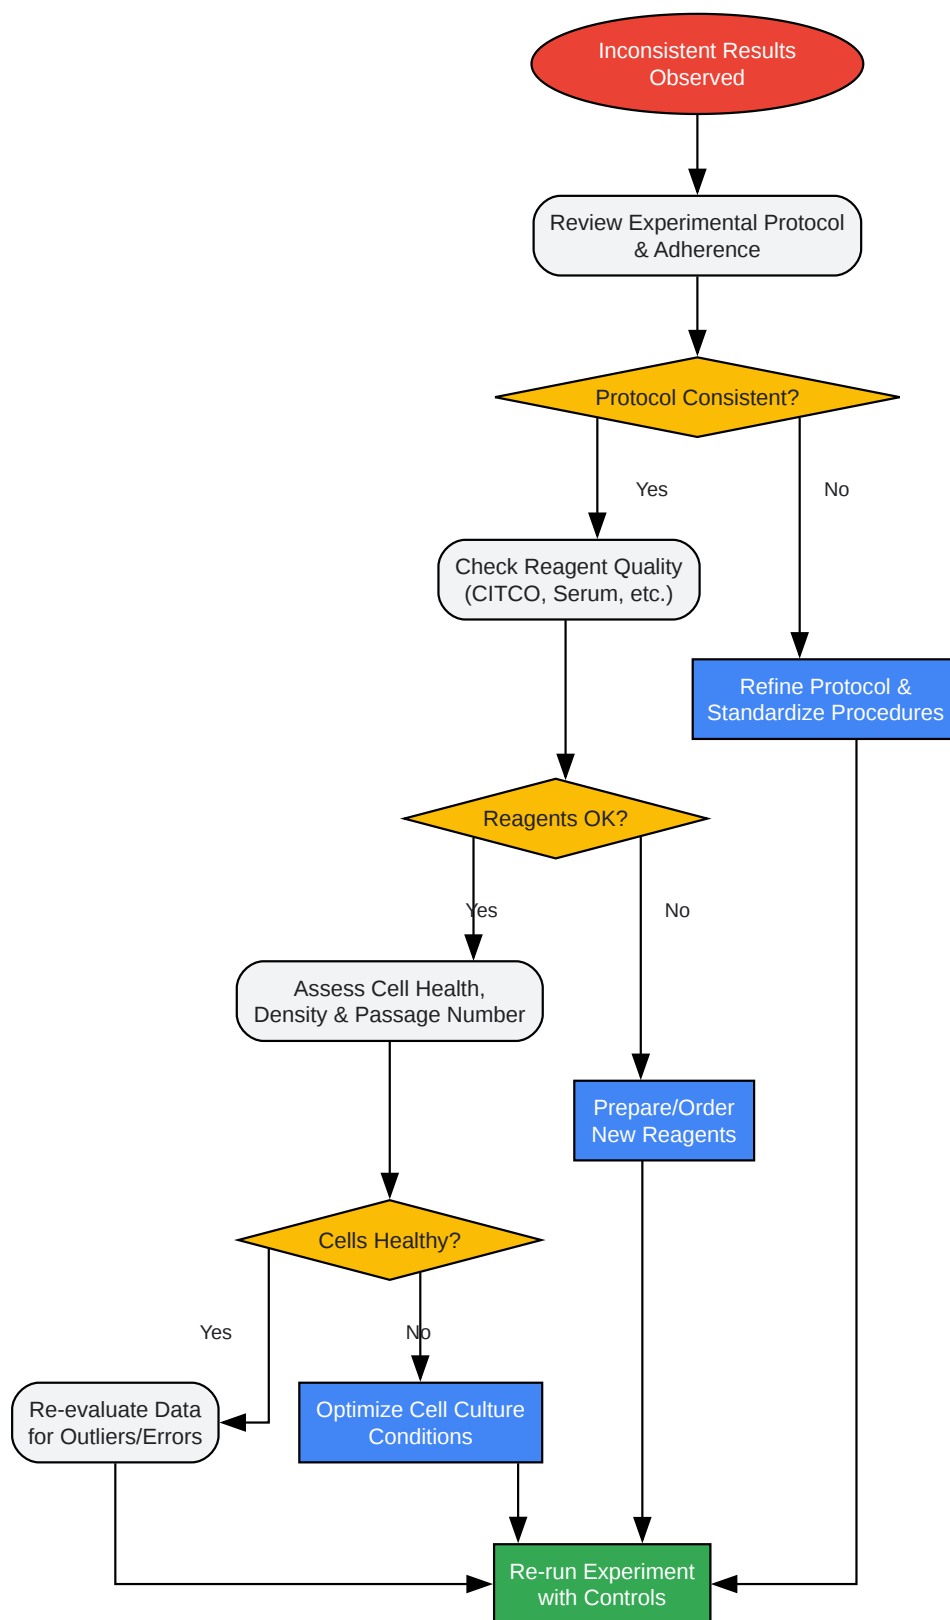 Inconsistent Results
Observed
Review Experimental Protocol
& Adherence
Protocol Consistent?
Yes
No
Check Reagent Quality
(CITCO, Serum, etc.)
Refine Protocol &
Standardize Procedures
Reagents OK?
Yes
No
Assess Cell Health,
Density & Passage Number
Prepare/Order
New Reagents
Cells Healthy?
Yes
No
Re-evaluate Data
for Outliers/Errors
Optimize Cell Culture
Conditions
Re-run Experiment
with Controls